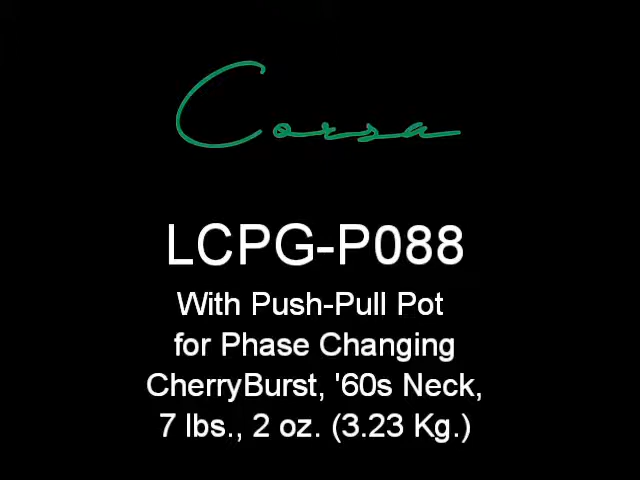 Corsa
LCPG-P088
With Push-Pull Pot
for Phase Changing
CherryBurst, '60s Neck,
7 lbs., 2 oz. (3.23 Kg.)